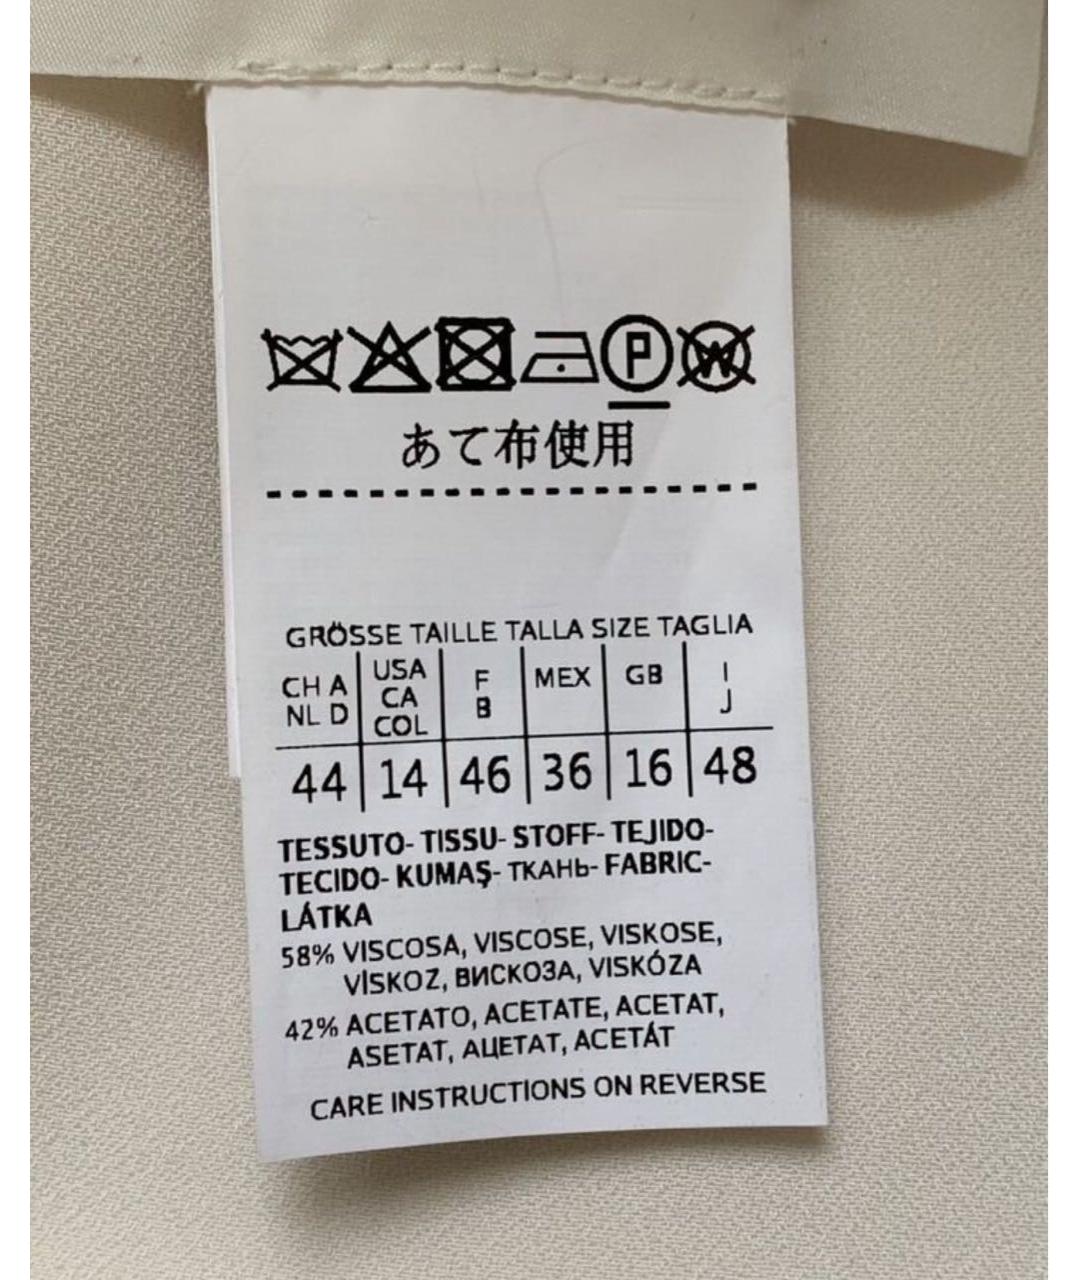 P W
あて布使用
GRÖSSE TAILLE TALLA SIZE TAGLIA
CH A NL D USA CA COL F B MEX GB I J
44 14 46 36 16 48
TESSUTO- TISSU- STOFF- TEJIDO-
TECIDO- KUMAŞ- ТКАНЬ- FABRIC-
LÁTKA
58% VISCOSA, VISCOSE, VISKOSE,
VİSKOZ, ВИСКОЗА, VISKÓZA
42% ACETATO, ACETATE, ACETAT,
ASETAT, АЦЕТАТ, ACETÁT
CARE INSTRUCTIONS ON REVERSE